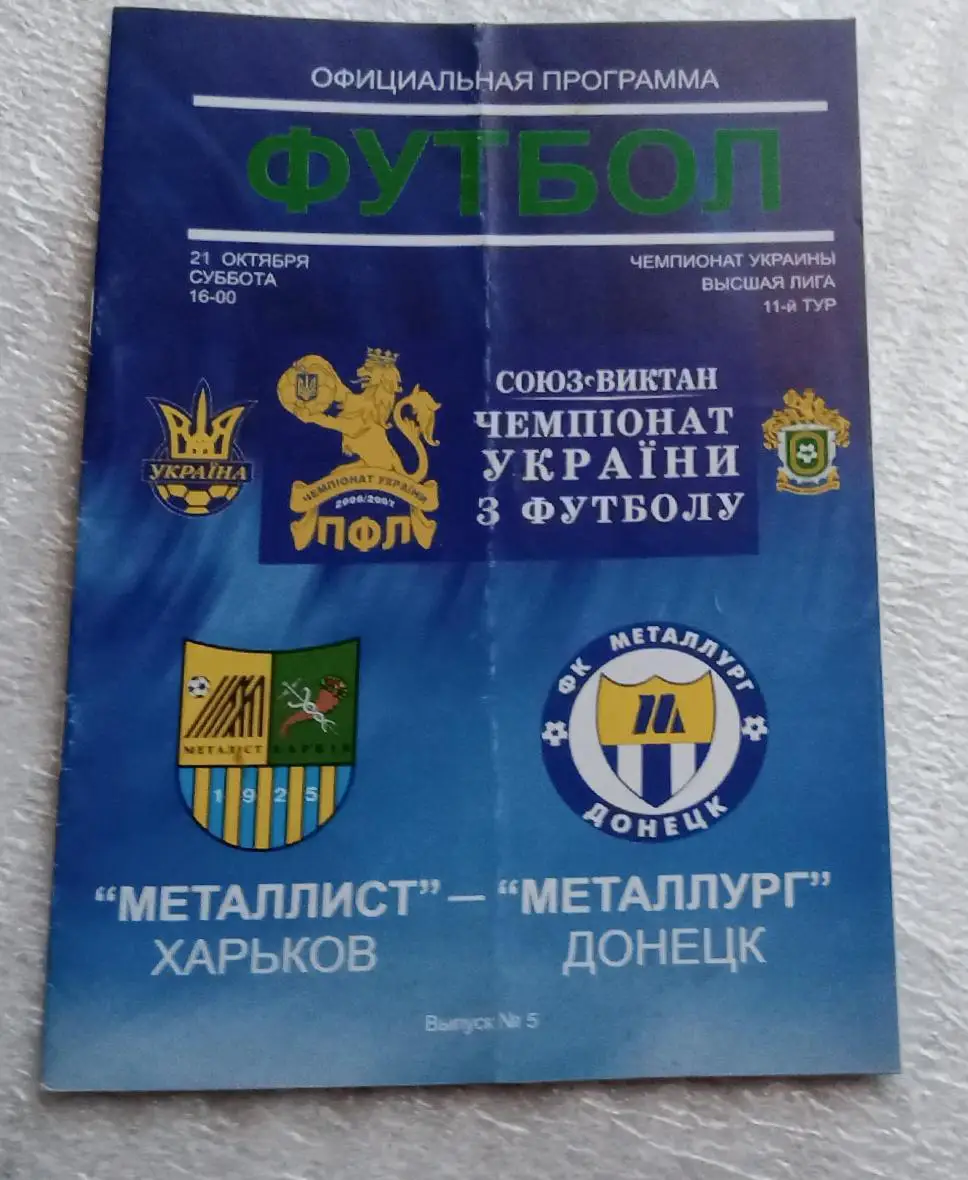 ОФИЦИАЛЬНАЯ ПРОГРАММА
ФУТБОЛ
21 ОКТЯБРЯ
СУББОТА
16-00
ЧЕМПИОНАТ УКРАИНЫ
ВЫСШАЯ ЛИГА
11-й ТУР
УКРАЇНА
ЧЕМПІОНАТ УКРАЇНИ
2006/2007
ПФЛ
СОЮЗ-ВИКТАН
ЧЕМПІОНАТ
УКРАЇНИ
З ФУТБОЛУ
МЕТАЛІСТ ХАРКІВ
1925
ФК МЕТАЛЛУРГ
ДОНЕЦК
“МЕТАЛЛИСТ” – “МЕТАЛЛУРГ”
ХАРЬКОВ ДОНЕЦК
Выпуск № 5